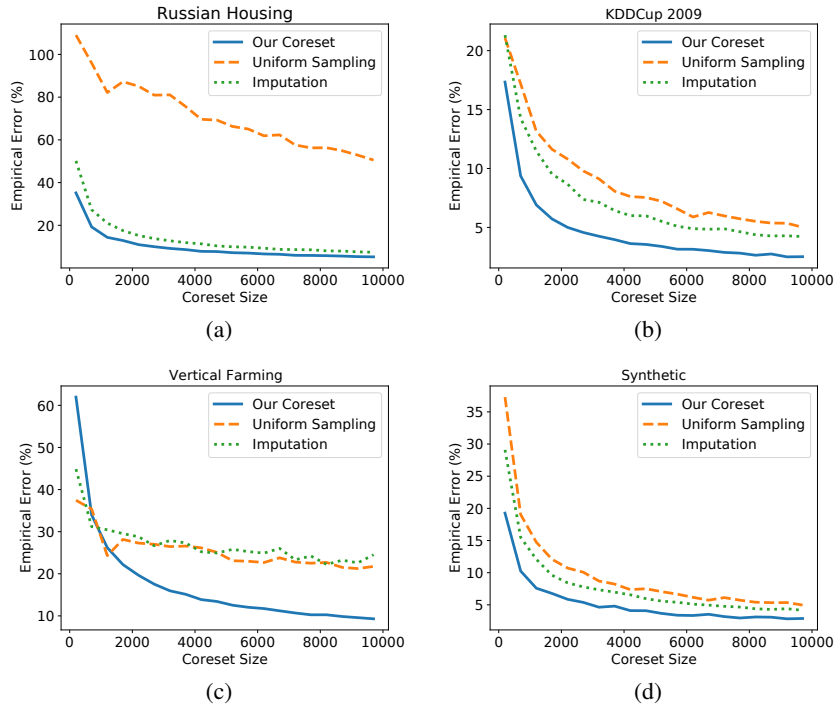 Russian Housing
Empirical Error (%)
100
80
60
40
20
Our Coreset
Uniform Sampling
Imputation
0 2000 4000 6000 8000 10000
Coreset Size
(a)
KDDCup 2009
Empirical Error (%)
20
15
10
5
Our Coreset
Uniform Sampling
Imputation
0 2000 4000 6000 8000 10000
Coreset Size
(b)
Vertical Farming
Empirical Error (%)
60
50
40
30
20
10
Our Coreset
Uniform Sampling
Imputation
0 2000 4000 6000 8000 10000
Coreset Size
(c)
Synthetic
Empirical Error (%)
35
30
25
20
15
10
5
Our Coreset
Uniform Sampling
Imputation
0 2000 4000 6000 8000 10000
Coreset Size
(d)